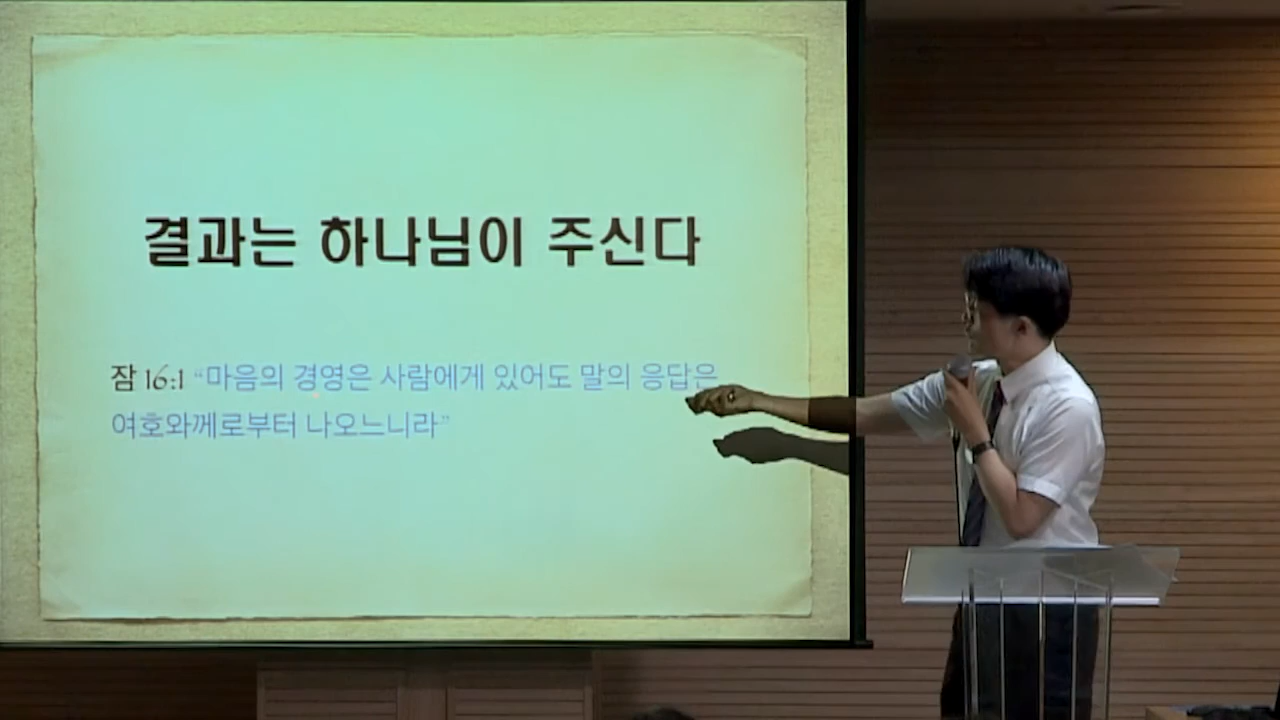 결과는 하나님이 주신다
잠 16:1 “마음의 경영은 사람에게 있어도 말의 응답은
여호와께로부터 나오느니라”